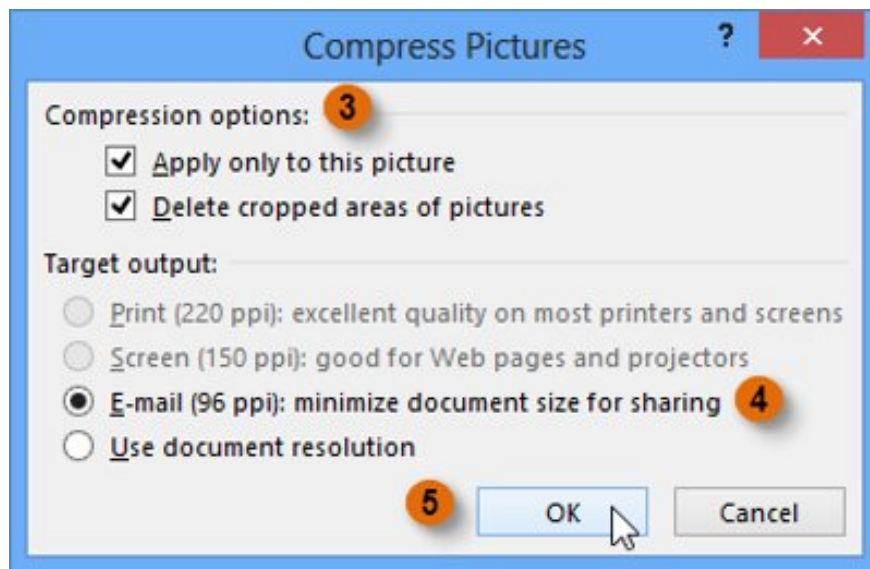 Compress Pictures ? ×
Compression options: 3
Apply only to this picture
Delete cropped areas of pictures
Target output:
Print (220 ppi): excellent quality on most printers and screens
Screen (150 ppi): good for Web pages and projectors
E-mail (96 ppi): minimize document size for sharing 4
Use document resolution
5 OK Cancel